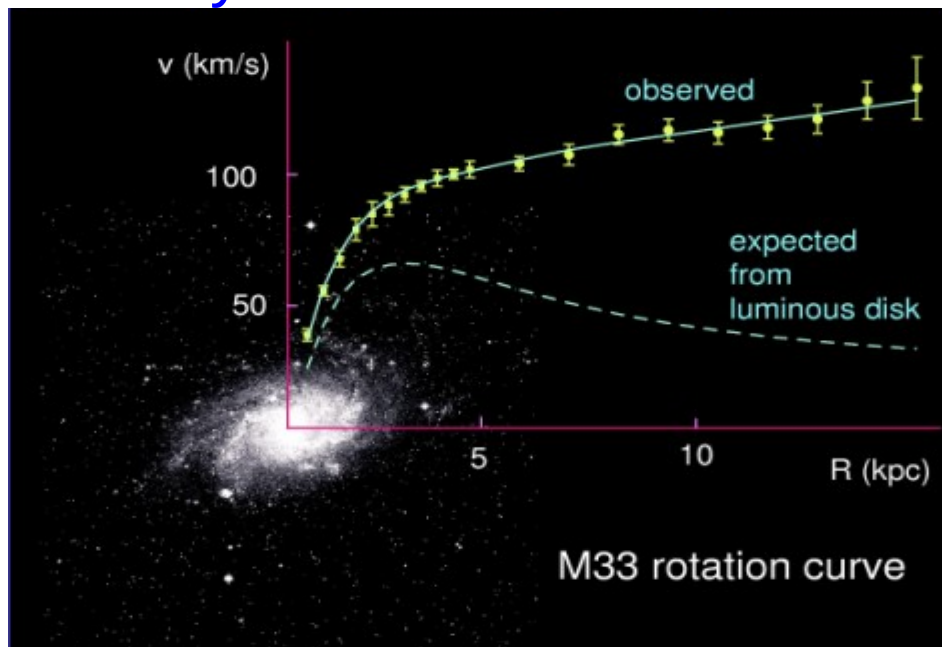 v (km/s)
observed
100
expected
from
luminous disk
50
5
10
R (kpc)
M33 rotation curve